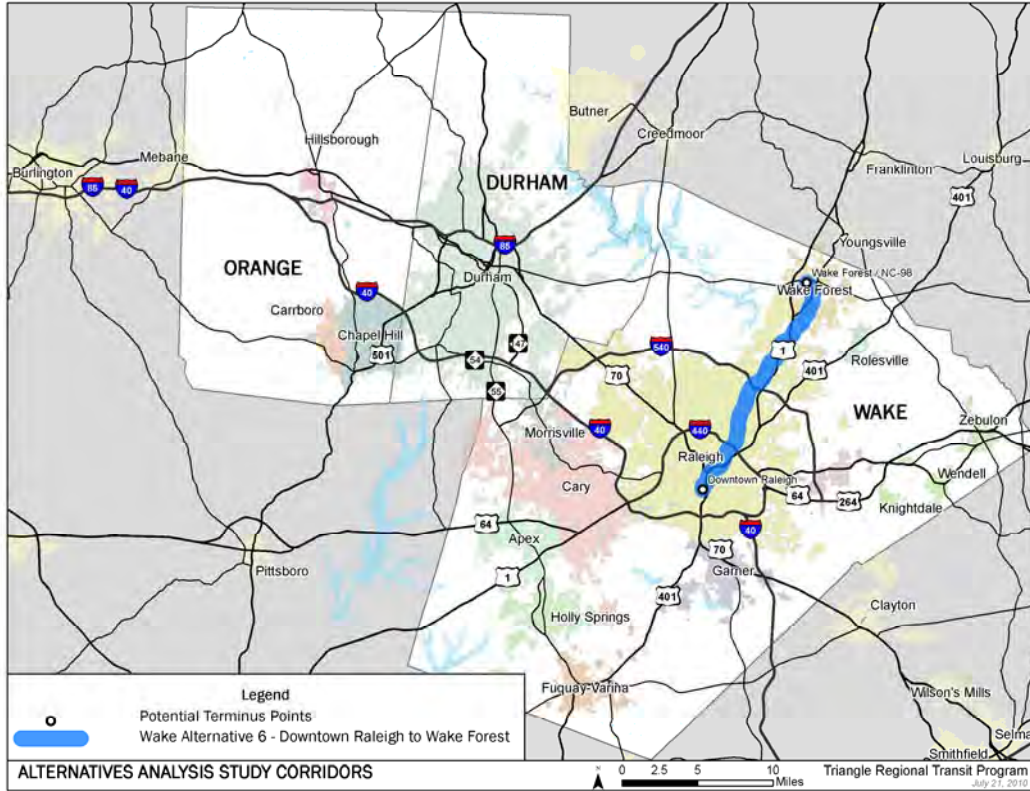 Butner
Creedmoor
Hillsborough
Mebane
Burlington
85
40
Louisburg
Franklinton
401
DURHAM
Youngsville
85
Wake Forest / NC-98
Wake Forest
ORANGE
Durham
40
Carrboro
Chapel Hill
501
147
54
540
1
401
Rolesville
70
55
WAKE
Morrisville
40
440
Zebulon
Raleigh
Wendell
Cary
Downtown Raleigh
64
264
Knightdale
64
Apex
40
70
Garner
Pittsboro
1
401
Clayton
Holly Springs
Fuquay-Varina
Wilson's Mills
Selma
Smithfield
Legend
Potential Terminus Points
Wake Alternative 6 - Downtown Raleigh to Wake Forest
ALTERNATIVES ANALYSIS STUDY CORRIDORS
N
0 2.5 5 10
Miles
Triangle Regional Transit Program
July 21, 2010